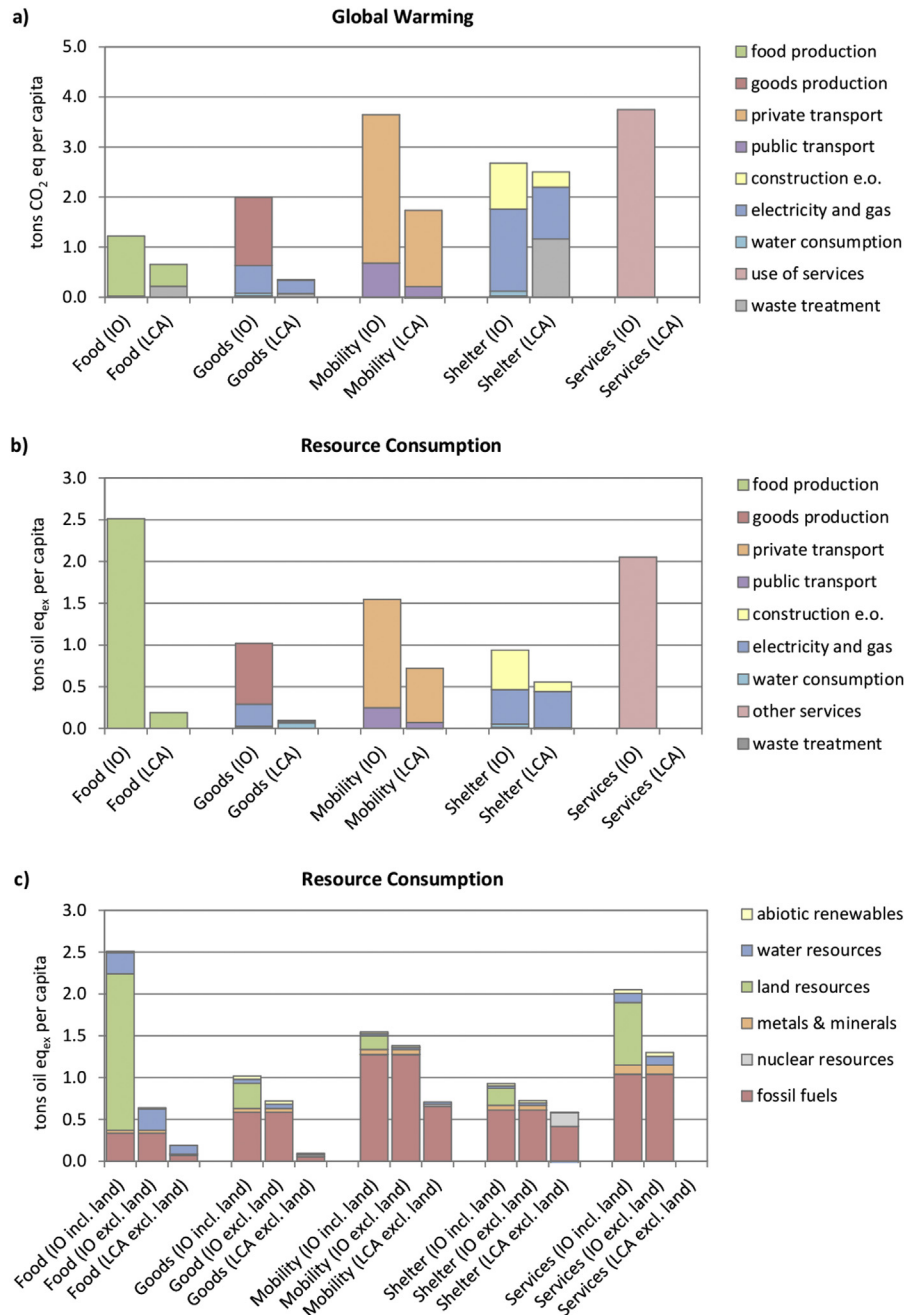 a)
Global Warming
tons CO₂ eq per capita
5.0
4.0
3.0
2.0
1.0
0.0
Food (IO)
Food (LCA)
Goods (IO)
Goods (LCA)
Mobility (IO)
Mobility (LCA)
Shelter (IO)
Shelter (LCA)
Services (IO)
Services (LCA)
food production
goods production
private transport
public transport
construction e.o.
electricity and gas
water consumption
use of services
waste treatment
b)
Resource Consumption
tons oil eqₑₓ per capita
3.0
2.5
2.0
1.5
1.0
0.5
0.0
Food (IO)
Food (LCA)
Goods (IO)
Goods (LCA)
Mobility (IO)
Mobility (LCA)
Shelter (IO)
Shelter (LCA)
Services (IO)
Services (LCA)
food production
goods production
private transport
public transport
construction e.o.
electricity and gas
water consumption
other services
waste treatment
c)
Resource Consumption
tons oil eqₑₓ per capita
3.0
2.5
2.0
1.5
1.0
0.5
0.0
Food (IO incl. land)
Food (IO excl. land)
Food (LCA excl. land)
Goods (IO incl. land)
Good (IO excl. land)
Goods (LCA excl. land)
Mobility (IO incl. land)
Mobility (IO excl. land)
Mobility (LCA excl. land)
Shelter (IO incl. land)
Shelter (IO excl. land)
Shelter (LCA excl. land)
Services (IO incl. land)
Services (IO excl. land)
Services (LCA excl. land)
abiotic renewables
water resources
land resources
metals & minerals
nuclear resources
fossil fuels